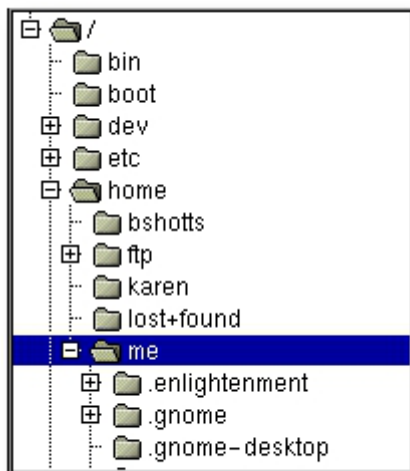 /
bin
boot
dev
etc
home
bshotts
ftp
karen
lost+found
me
.enlightenment
.gnome
.gnome-desktop